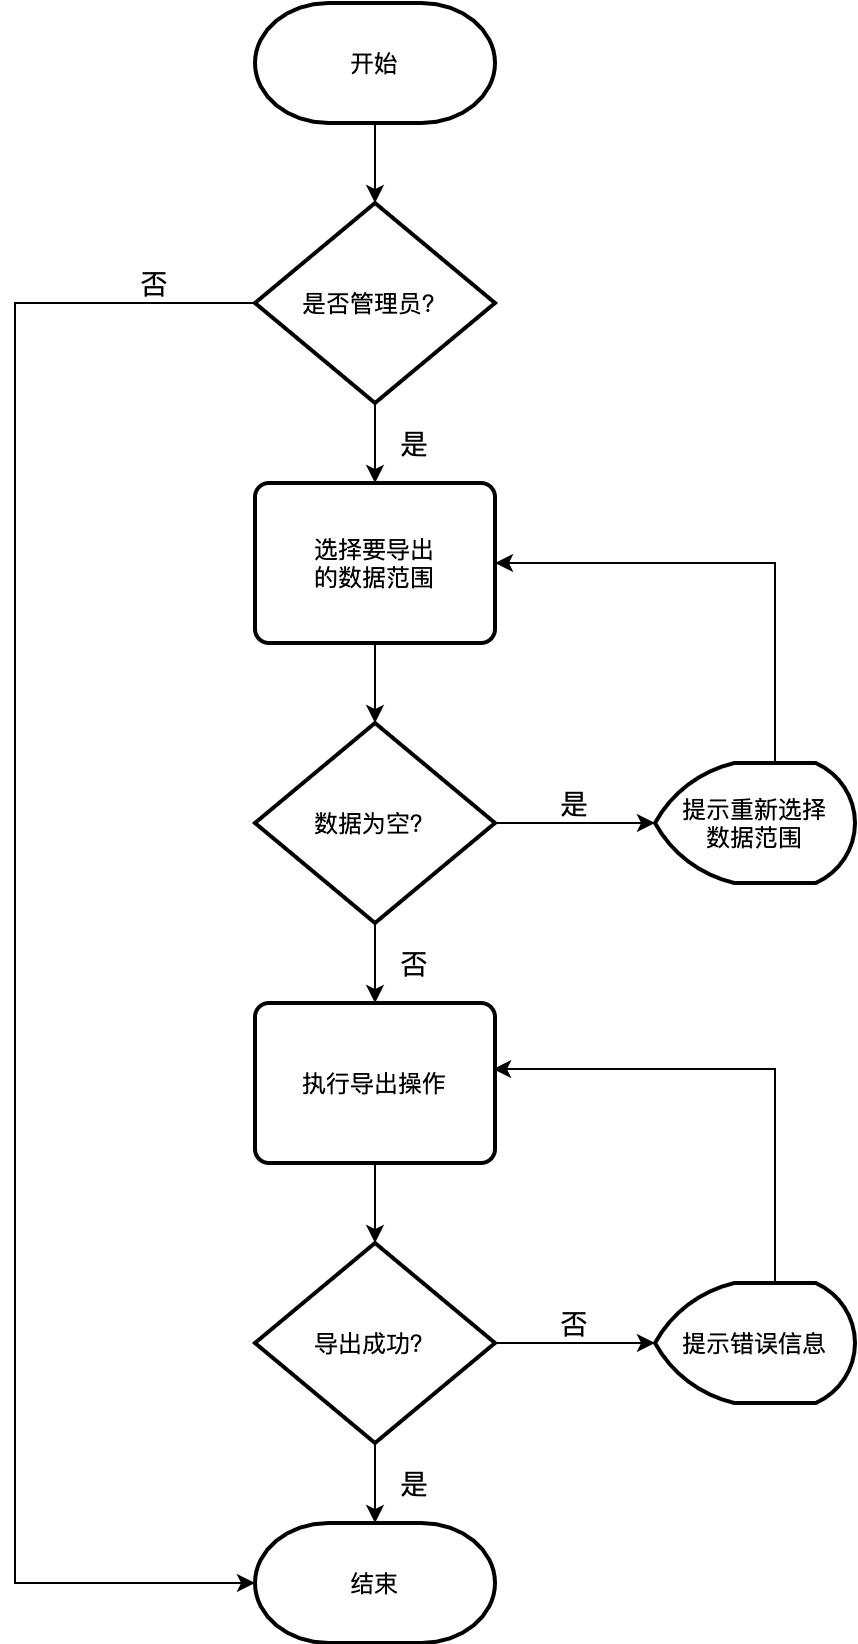 开始
否
是否管理员?
是
选择要导出
的数据范围
数据为空?
是
提示重新选择
数据范围
否
执行导出操作
导出成功?
否
提示错误信息
是
结束